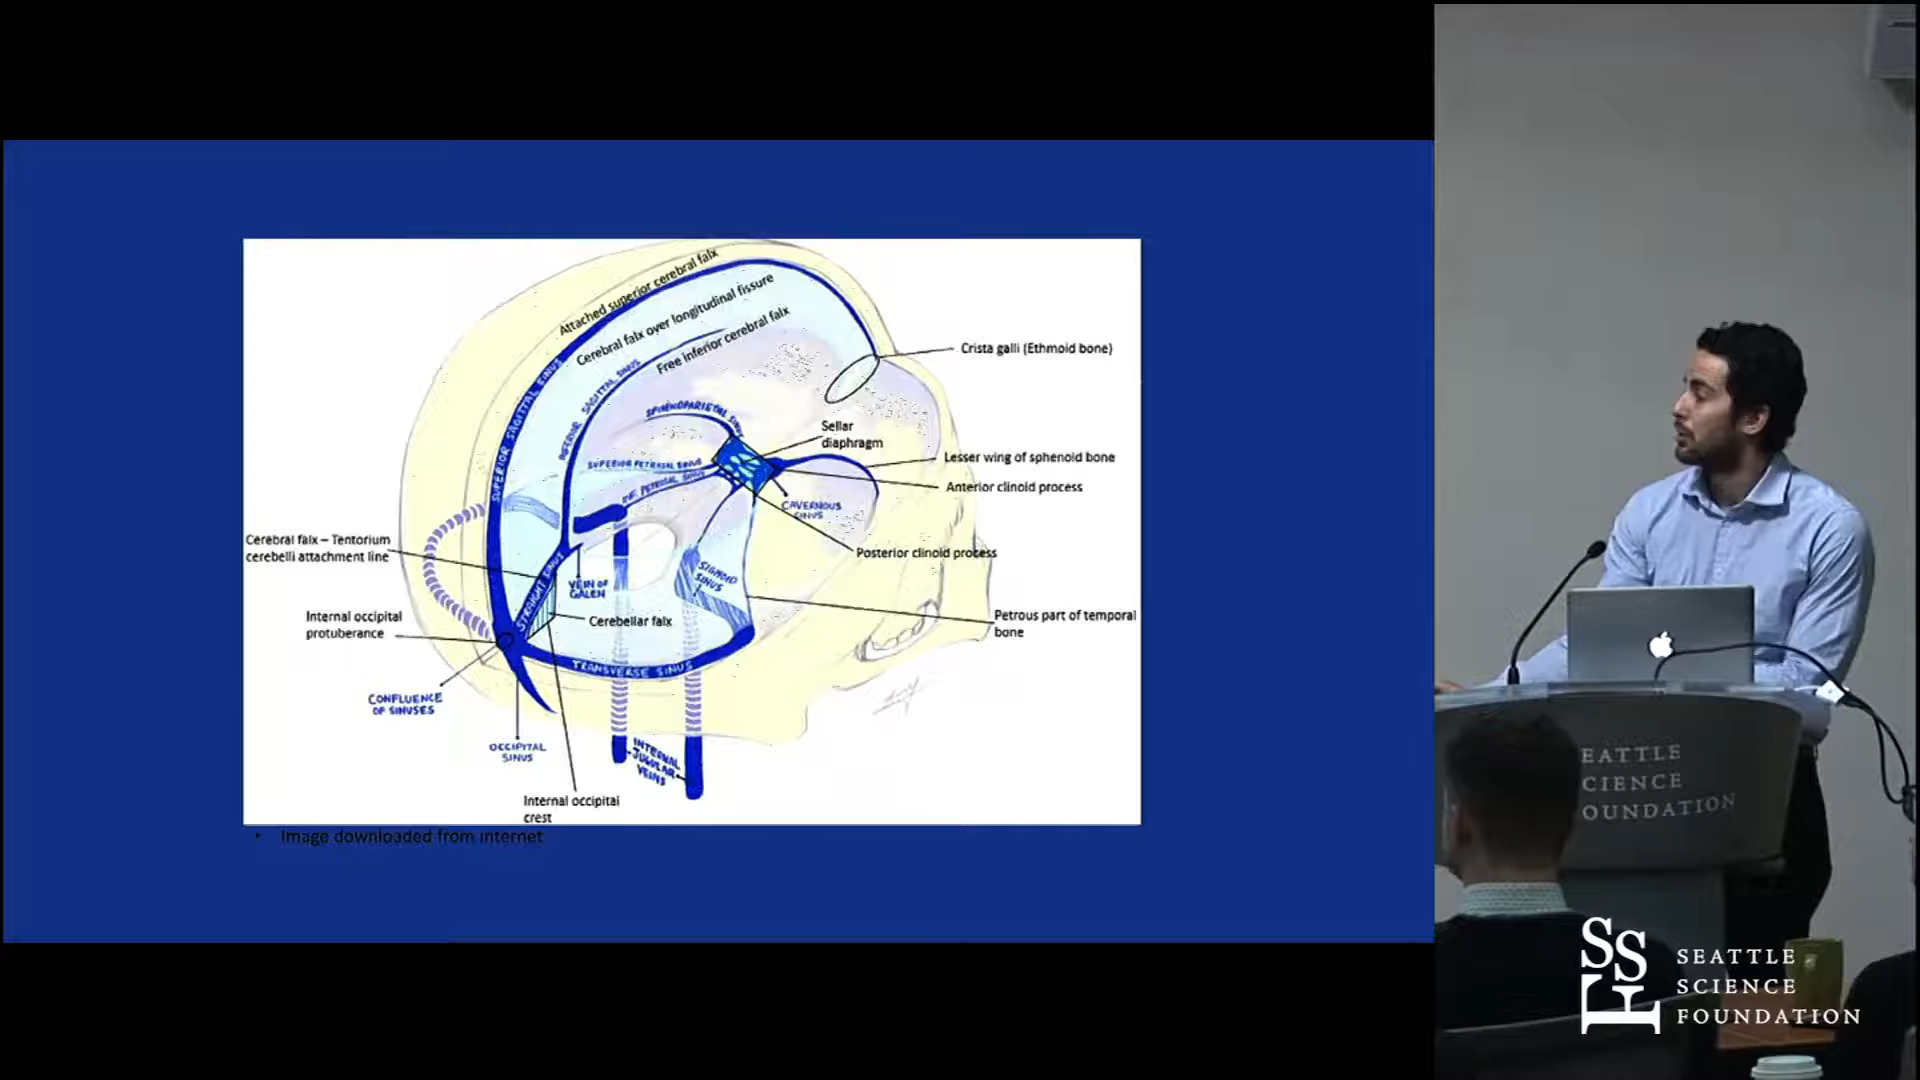 Attached superior cerebral falx
Cerebral falx over longitudinal fissure
Free inferior cerebral falx
SUPERIOR SAGITTAL SINUS
INFERIOR SAGITTAL SINUS
Crista galli (Ethmoid bone)
SPHENOPARIETAL SINUS
Sellar
diaphragm
Lesser wing of sphenoid bone
SUPERIOR PETROSAL SINUS
INF. PETROSAL SINUS
Anterior clinoid process
CAVERNOUS
SINUS
Cerebral falx – Tentorium
cerebelli attachment line
Posterior clinoid process
STRAIGHT SINUS
VEIN OF
GALEN
SIGMOID
SINUS
Internal occipital
protuberance
Cerebellar falx
Petrous part of temporal
bone
TRANSVERSE SINUS
CONFLUENCE
OF SINUSES
OCCIPITAL
SINUS
INTERNAL
JUGULAR
VEINS
Internal occipital
crest
• Image downloaded from internet
EATTLE
CIENCE
OUNDATION
SSF
SEATTLE
SCIENCE
FOUNDATION